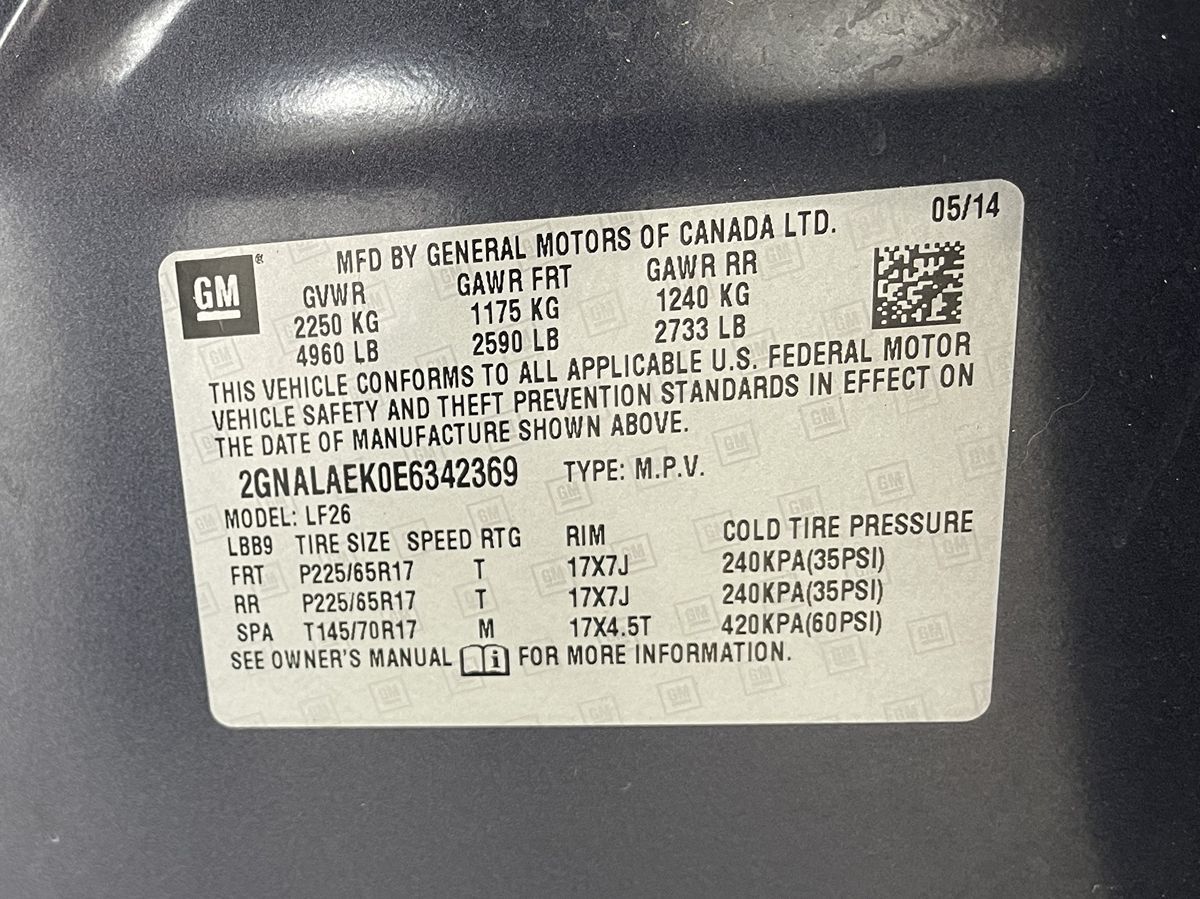 05/14
MFD BY GENERAL MOTORS OF CANADA LTD.
GM ®
GVWR GAWR FRT GAWR RR
2250 KG 1175 KG 1240 KG
4960 LB 2590 LB 2733 LB
THIS VEHICLE CONFORMS TO ALL APPLICABLE U.S. FEDERAL MOTOR
VEHICLE SAFETY AND THEFT PREVENTION STANDARDS IN EFFECT ON
THE DATE OF MANUFACTURE SHOWN ABOVE.
2GNALAEK0E6342369 TYPE: M.P.V.
MODEL: LF26
LBB9 TIRE SIZE SPEED RTG RIM COLD TIRE PRESSURE
FRT P225/65R17 T 17X7J 240KPA(35PSI)
RR P225/65R17 T 17X7J 240KPA(35PSI)
SPA T145/70R17 M 17X4.5T 420KPA(60PSI)
SEE OWNER'S MANUAL i FOR MORE INFORMATION.